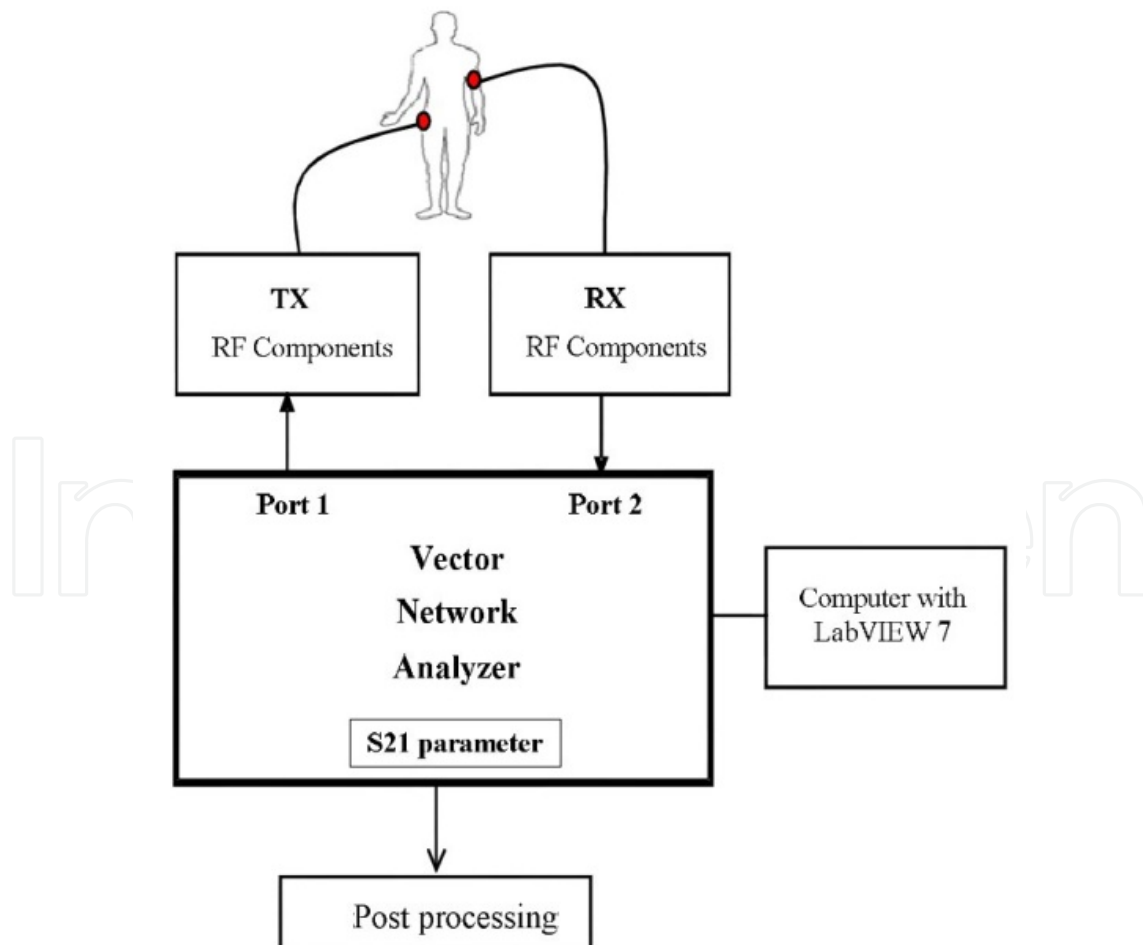 TX
RF Components
RX
RF Components
Port 1
Port 2
Vector
Network
Analyzer
S21 parameter
Computer with
LabVIEW 7
Post processing